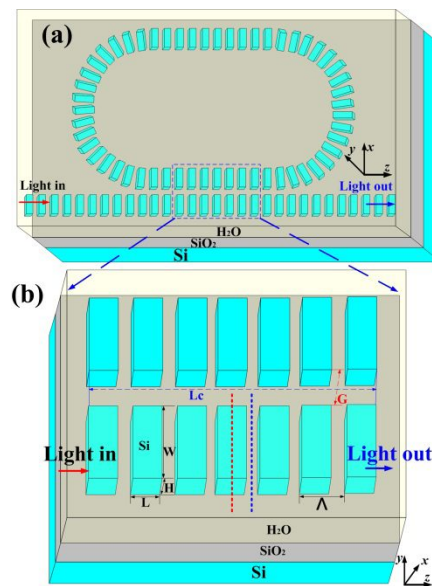 (a)
y
x
z
Light in
Light out
H₂O
SiO₂
Si
(b)
Lc
G
Light in
Si
W
Light out
H
L
Λ
H₂O
SiO₂
Si
y
x
z